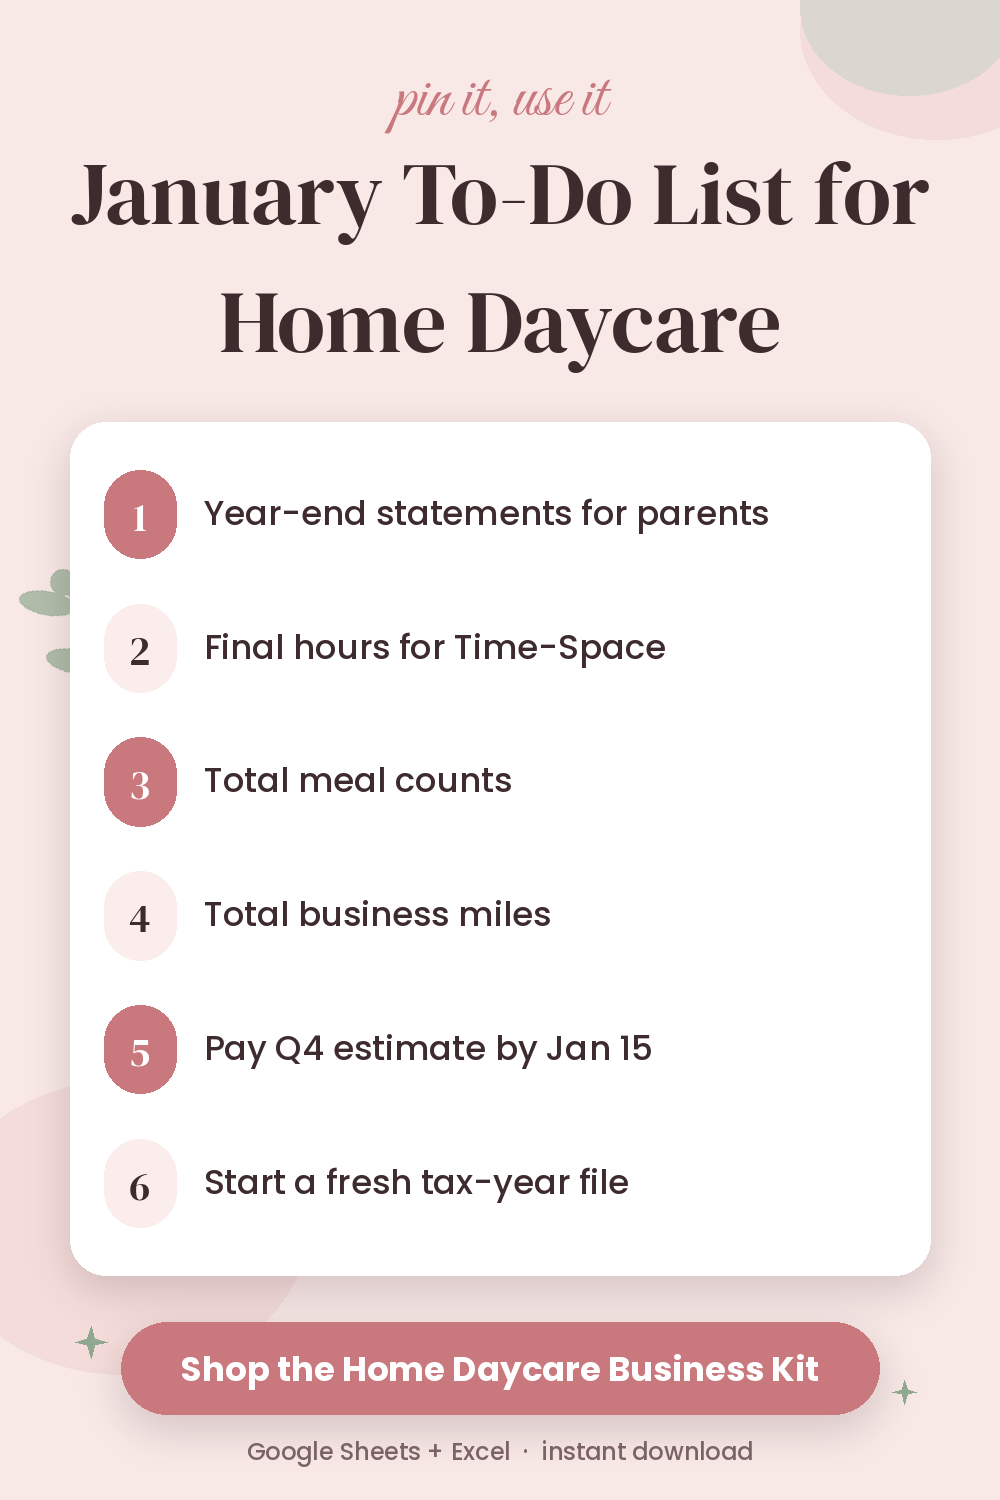 pin it, use it
January To-Do List for
Home Daycare
1 Year-end statements for parents
2 Final hours for Time-Space
3 Total meal counts
4 Total business miles
5 Pay Q4 estimate by Jan 15
6 Start a fresh tax-year file
Shop the Home Daycare Business Kit
Google Sheets + Excel · instant download